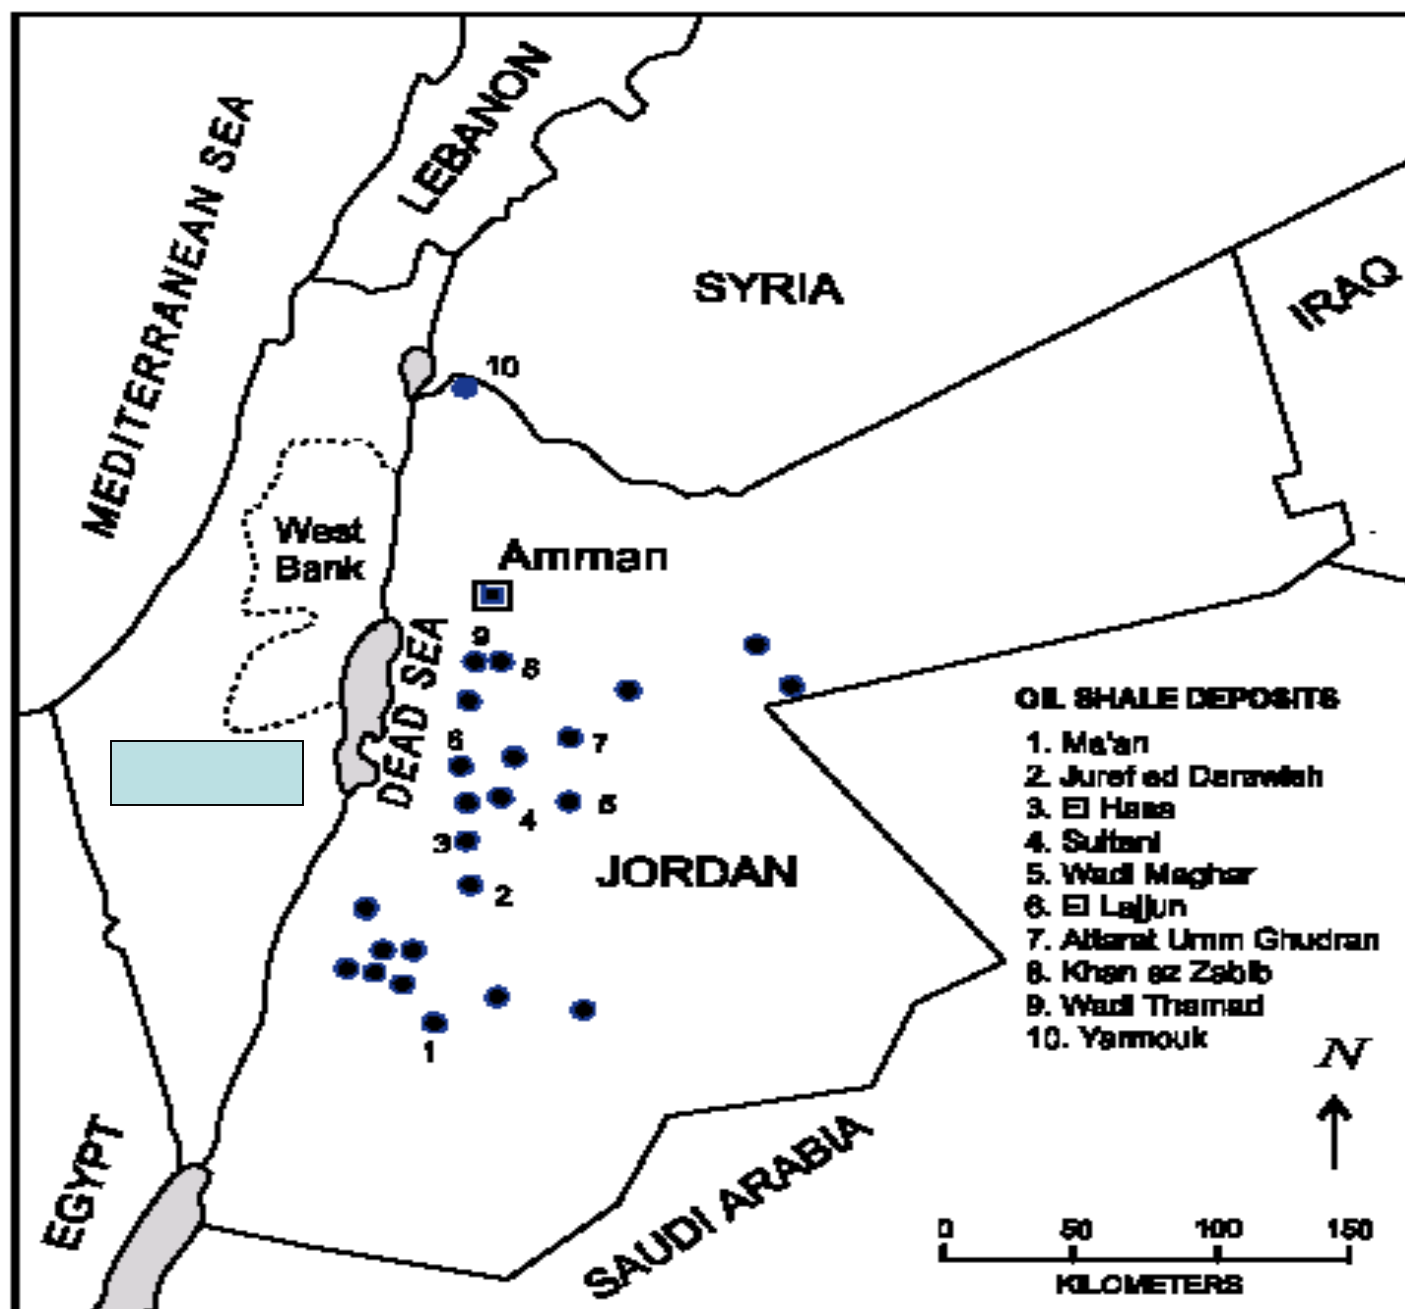 MEDITERRANEAN SEA
LEBANON
SYRIA
IRAQ
10
West
Bank
Amman
DEAD SEA
9
8
7
6
5
4
3
2
1
JORDAN
EGYPT
SAUDI ARABIA
OIL SHALE DEPOSITS
1. Ma'an
2. Juref ed Darawish
3. El Hasa
4. Sultani
5. Wadi Maghar
6. El Lajjun
7. Attarat Umm Ghudran
8. Khan ez Zabib
9. Wadi Thamad
10. Yarmouk
N
0 50 100 150
KILOMETERS